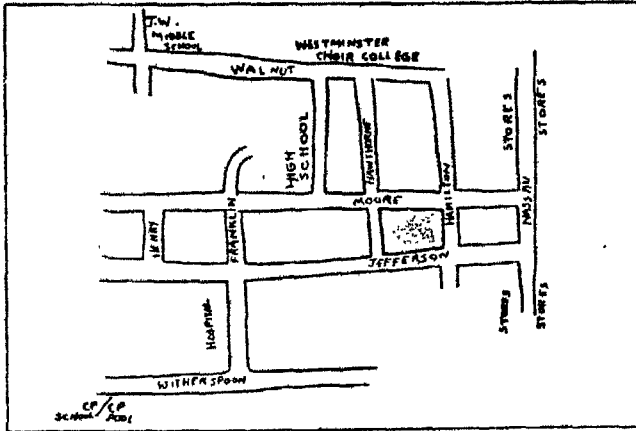 J.W.
MIDDLE
SCHOOL
WESTMINSTER
CHOIR COLLEGE
WALNUT
STORES
STORES
HIGH
SCHOOL
HAWTHORNE
HAMILTON
NASSAU
MOORE
HENRY
FRANKLIN
JEFFERSON
HOSPITAL
STORES
STORES
WITHERSPOON
CP
SCHOOL
CP
POOL